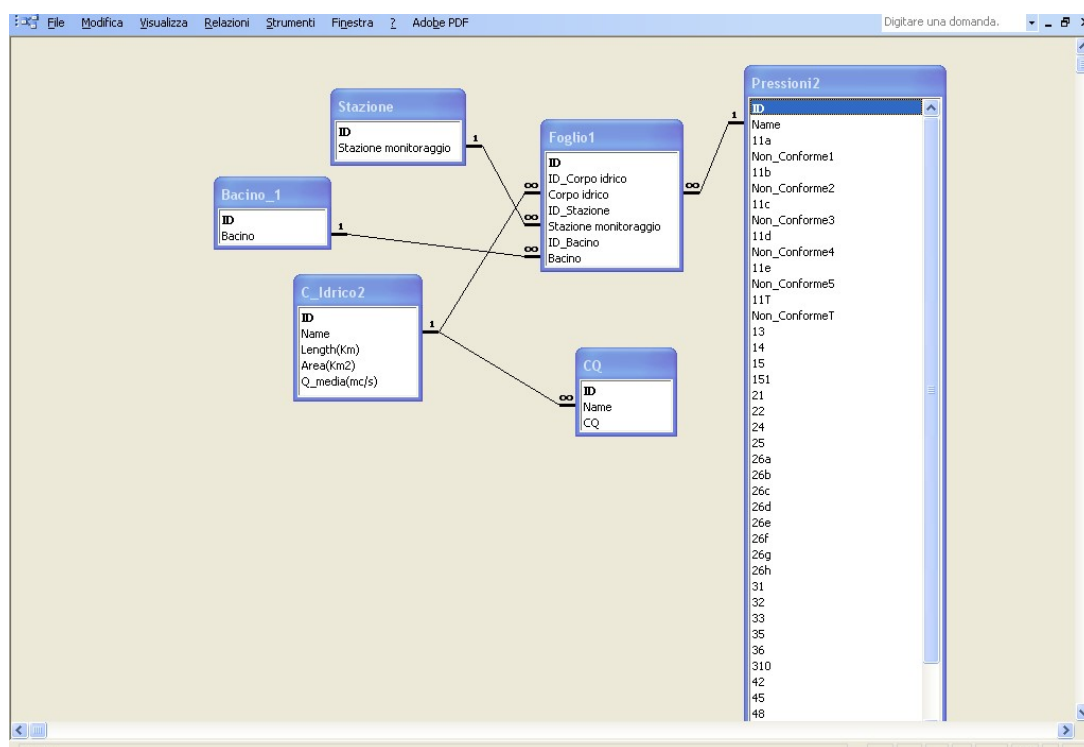 File Modifica Visualizza Relazioni Strumenti Finestra ? Adobe PDF Digitare una domanda.
Stazione
ID
Stazione monitoraggio
1
Bacino_1
ID
Bacino
1
C_Idrico2
ID
Name
Length(Km)
Area(Km2)
Q_media(mc/s)
1
Foglio1
ID
ID_Corpo idrico
Corpo idrico
ID_Stazione
Stazione monitoraggio
ID_Bacino
Bacino
∞
∞
∞
∞
CQ
ID
Name
CQ
∞
Pressioni2
1
ID
Name
11a
Non_Conforme1
11b
Non_Conforme2
11c
Non_Conforme3
11d
Non_Conforme4
11e
Non_Conforme5
11T
Non_ConformeT
13
14
15
151
21
22
24
25
26a
26b
26c
26d
26e
26f
26g
26h
31
32
33
35
36
310
42
45
48